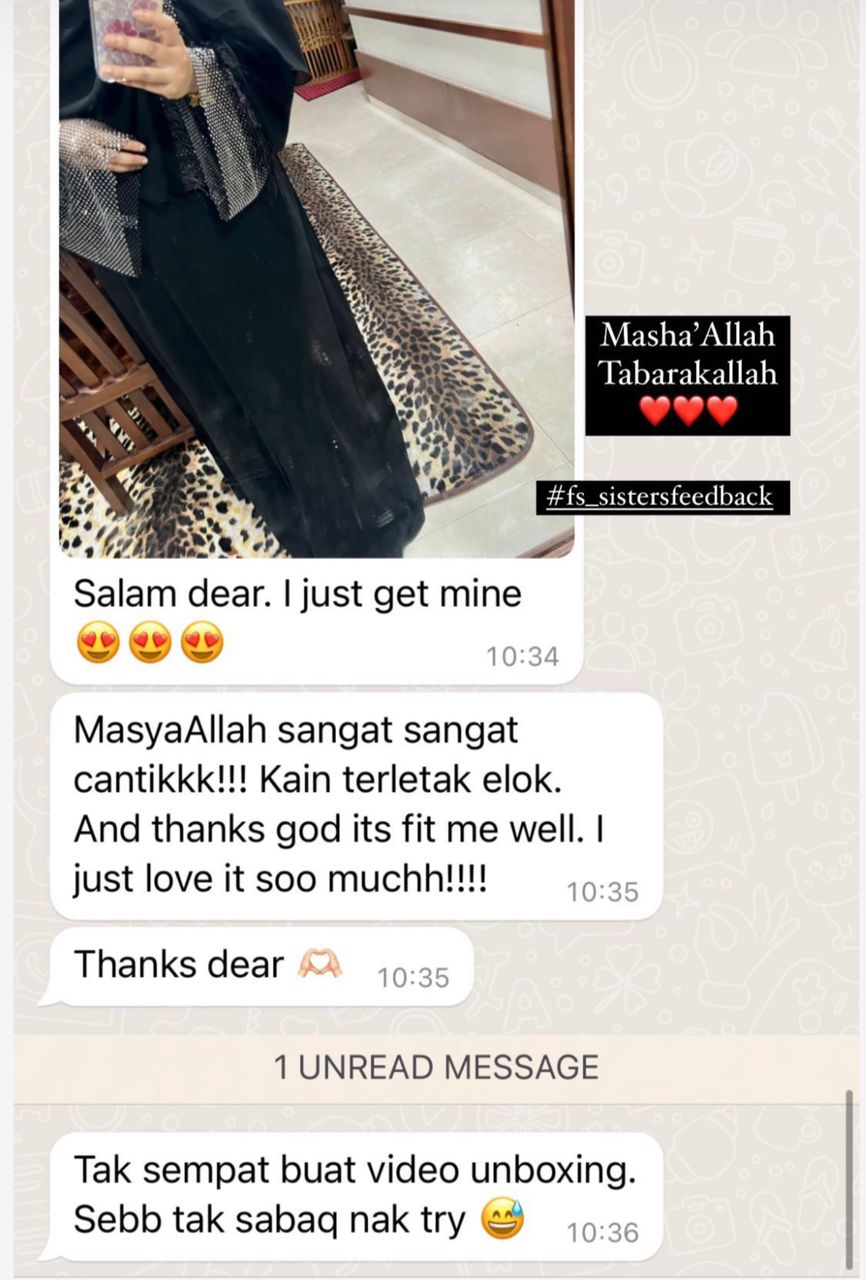 Masha’Allah
Tabarakallah
❤️❤️❤️
#fs_sistersfeedback
Salam dear. I just get mine
😍😍😍
10:34
MasyaAllah sangat sangat
cantikkk!!! Kain terletak elok.
And thanks god its fit me well. I
just love it soo muchh!!!!
10:35
Thanks dear 🫶🏻
10:35
1 UNREAD MESSAGE
Tak sempat buat video unboxing.
Sebb tak sabaq nak try 😅
10:36